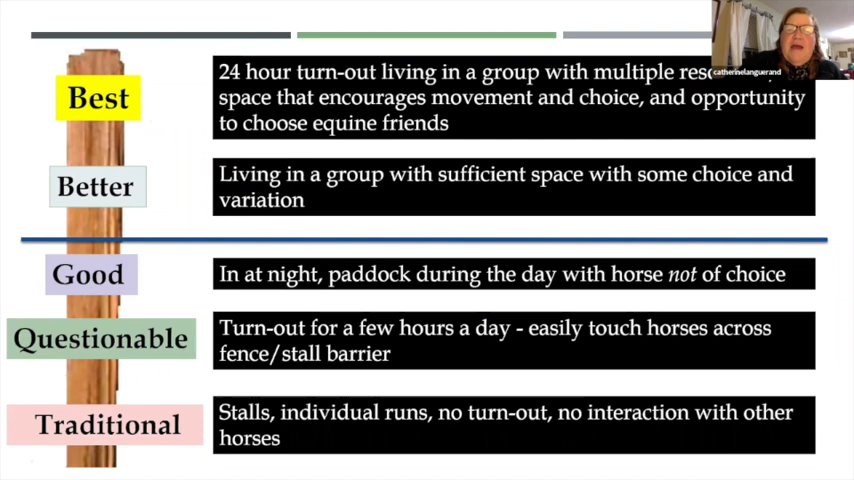 catherinelanguerand
Best
24 hour turn-out living in a group with multiple
space that encourages movement and choice, and opportunity
to choose equine friends
Better
Living in a group with sufficient space with some choice and
variation
Good
In at night, paddock during the day with horse not of choice
Questionable
Turn-out for a few hours a day - easily touch horses across
fence/stall barrier
Traditional
Stalls, individual runs, no turn-out, no interaction with other
horses